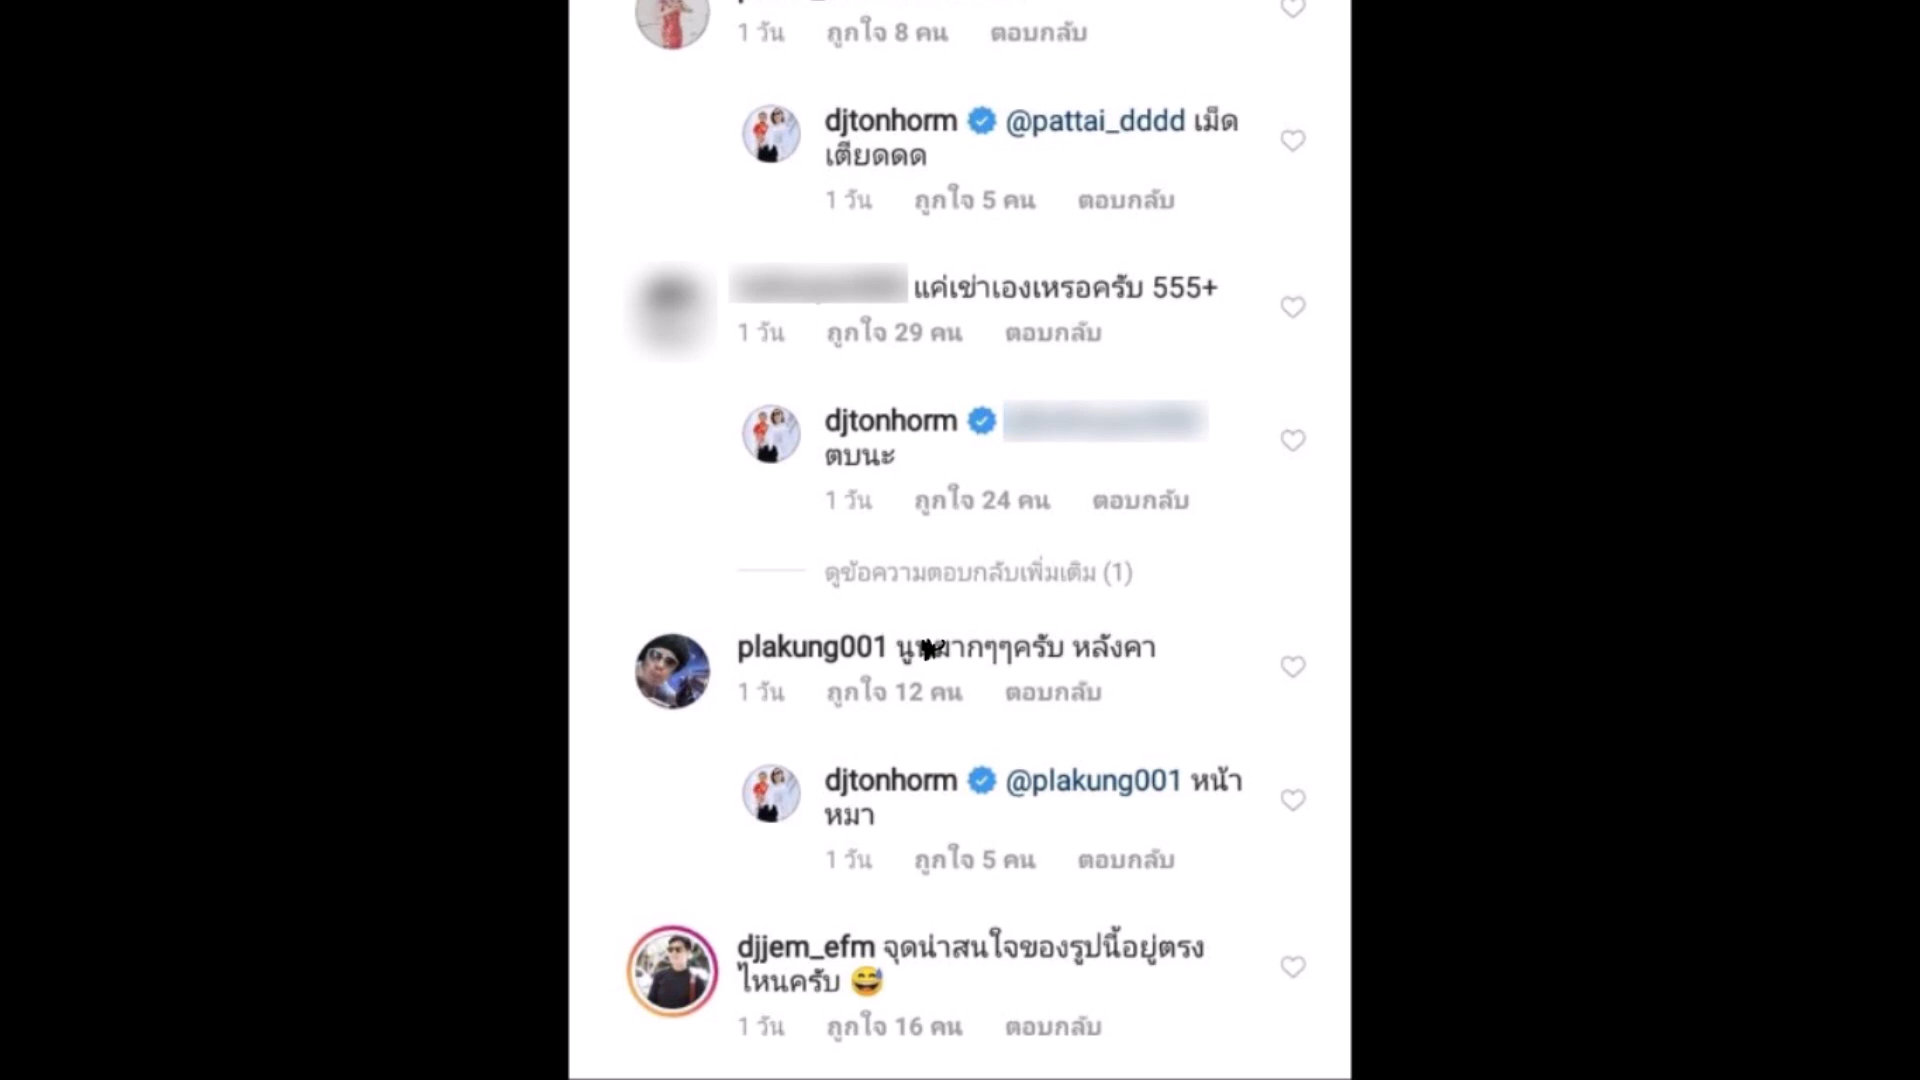 1 วัน ถูกใจ 8 คน ตอบกลับ
djtonhorm @pattai_dddd เม็ด
เตียดดด
1 วัน ถูกใจ 5 คน ตอบกลับ
แค่เข่าเองเหรอครับ 555+
1 วัน ถูกใจ 29 คน ตอบกลับ
djtonhorm
ตบนะ
1 วัน ถูกใจ 24 คน ตอบกลับ
ดูข้อความตอบกลับเพิ่มเติม (1)
plakung001 หลังคา
1 วัน ถูกใจ 12 คน ตอบกลับ
djtonhorm @plakung001 หน้า
หมา
1 วัน ถูกใจ 5 คน ตอบกลับ
djjem_efm จุดน่าสนใจของรูปนี้อยู่ตรง
ไหนครับ 😅
1 วัน ถูกใจ 16 คน ตอบกลับ